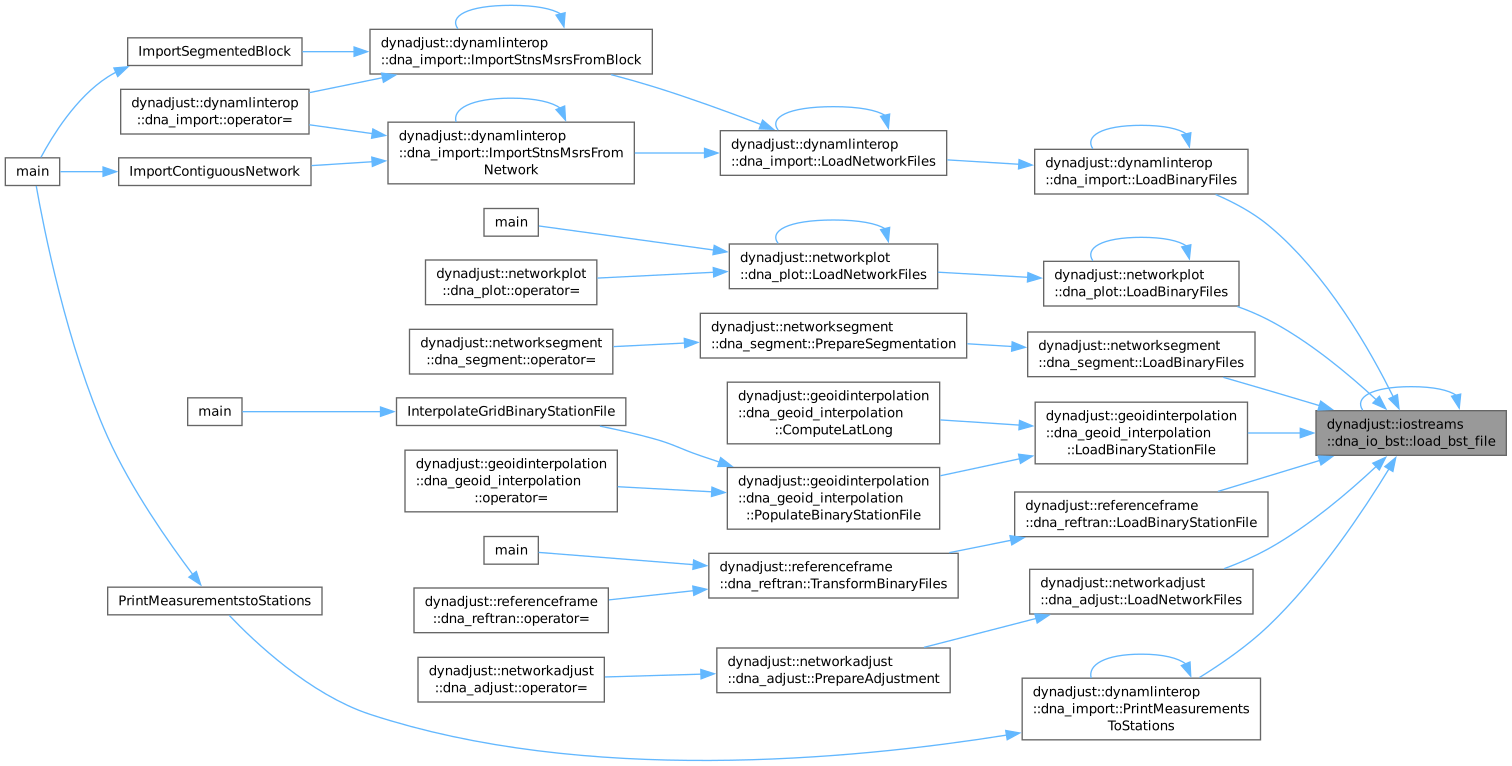 ImportSegmentedBlock
dynadjust::dynamlinterop
::dna_import::ImportStnsMsrsFromBlock
dynadjust::dynamlinterop
::dna_import::operator=
dynadjust::dynamlinterop
::dna_import::ImportStnsMsrsFrom
Network
dynadjust::dynamlinterop
::dna_import::LoadNetworkFiles
dynadjust::dynamlinterop
::dna_import::LoadBinaryFiles
main
ImportContiguousNetwork
main
dynadjust::networkplot
::dna_plot::LoadNetworkFiles
dynadjust::networkplot
::dna_plot::operator=
dynadjust::networkplot
::dna_plot::LoadBinaryFiles
dynadjust::networksegment
::dna_segment::PrepareSegmentation
dynadjust::networksegment
::dna_segment::operator=
dynadjust::networksegment
::dna_segment::LoadBinaryFiles
main
InterpolateGridBinaryStationFile
dynadjust::geoidinterpolation
::dna_geoid_interpolation
::ComputeLatLong
dynadjust::geoidinterpolation
::dna_geoid_interpolation
::LoadBinaryStationFile
dynadjust::iostreams
::dna_io_bst::load_bst_file
dynadjust::geoidinterpolation
::dna_geoid_interpolation
::operator=
dynadjust::geoidinterpolation
::dna_geoid_interpolation
::PopulateBinaryStationFile
dynadjust::referenceframe
::dna_reftran::LoadBinaryStationFile
main
dynadjust::referenceframe
::dna_reftran::TransformBinaryFiles
dynadjust::referenceframe
::dna_reftran::operator=
dynadjust::networkadjust
::dna_adjust::LoadNetworkFiles
PrintMeasurementstoStations
dynadjust::networkadjust
::dna_adjust::operator=
dynadjust::networkadjust
::dna_adjust::PrepareAdjustment
dynadjust::dynamlinterop
::dna_import::PrintMeasurements
ToStations